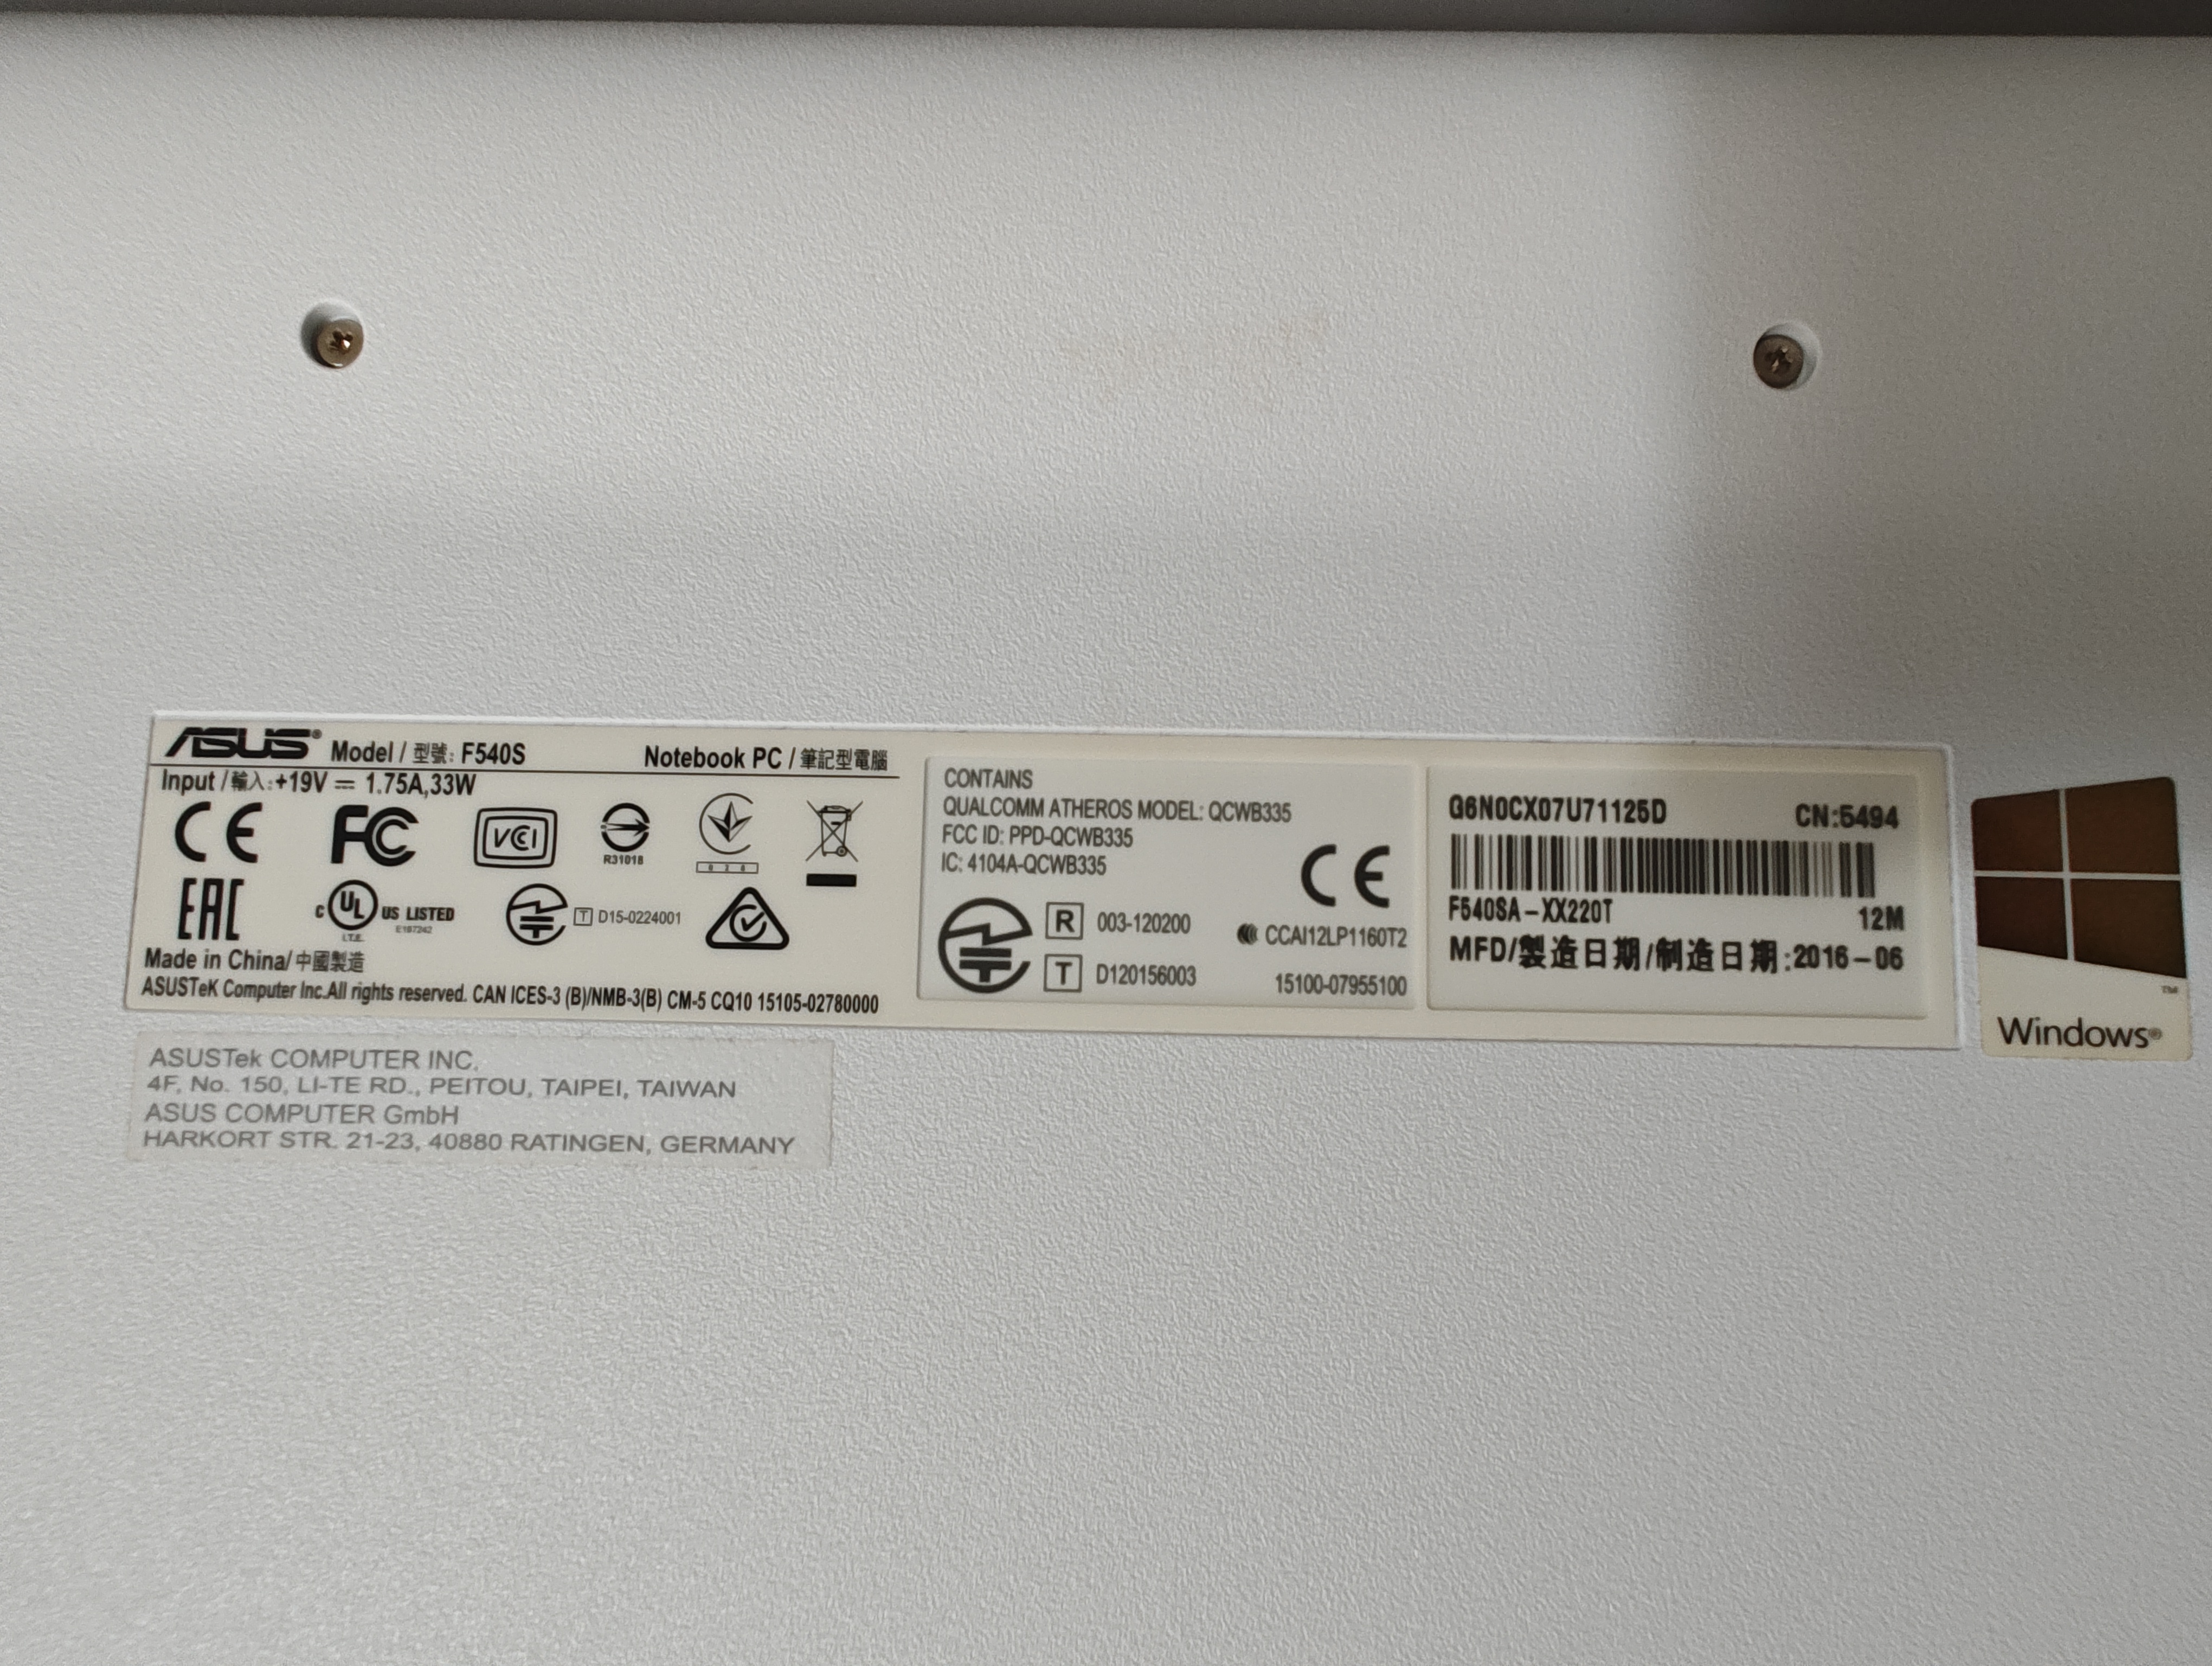 ASUS® Model / 型號: F540S Notebook PC / 筆記型電腦
Input / 輸入: +19V ⎓ 1.75A,33W
CE FC VCCI R31018
EAC C UL US LISTED I.T.E. E187242 T D15-0224001
Made in China/ 中國製造
ASUSTeK Computer Inc.All rights reserved. CAN ICES-3 (B)/NMB-3(B) CM-5 CQ10 15105-02780000
CONTAINS
QUALCOMM ATHEROS MODEL: QCWB335
FCC ID: PPD-QCWB335
IC: 4104A-QCWB335
CE
R 003-120200 CCAI12LP1160T2
T D120156003 15100-07955100
G6N0CX07U71125D CN:5494
F540SA-XX220T 12M
MFD/製造日期/制造日期:2016-06
TM
Windows®
ASUSTek COMPUTER INC.
4F, No. 150, LI-TE RD., PEITOU, TAIPEI, TAIWAN
ASUS COMPUTER GmbH
HARKORT STR. 21-23, 40880 RATINGEN, GERMANY